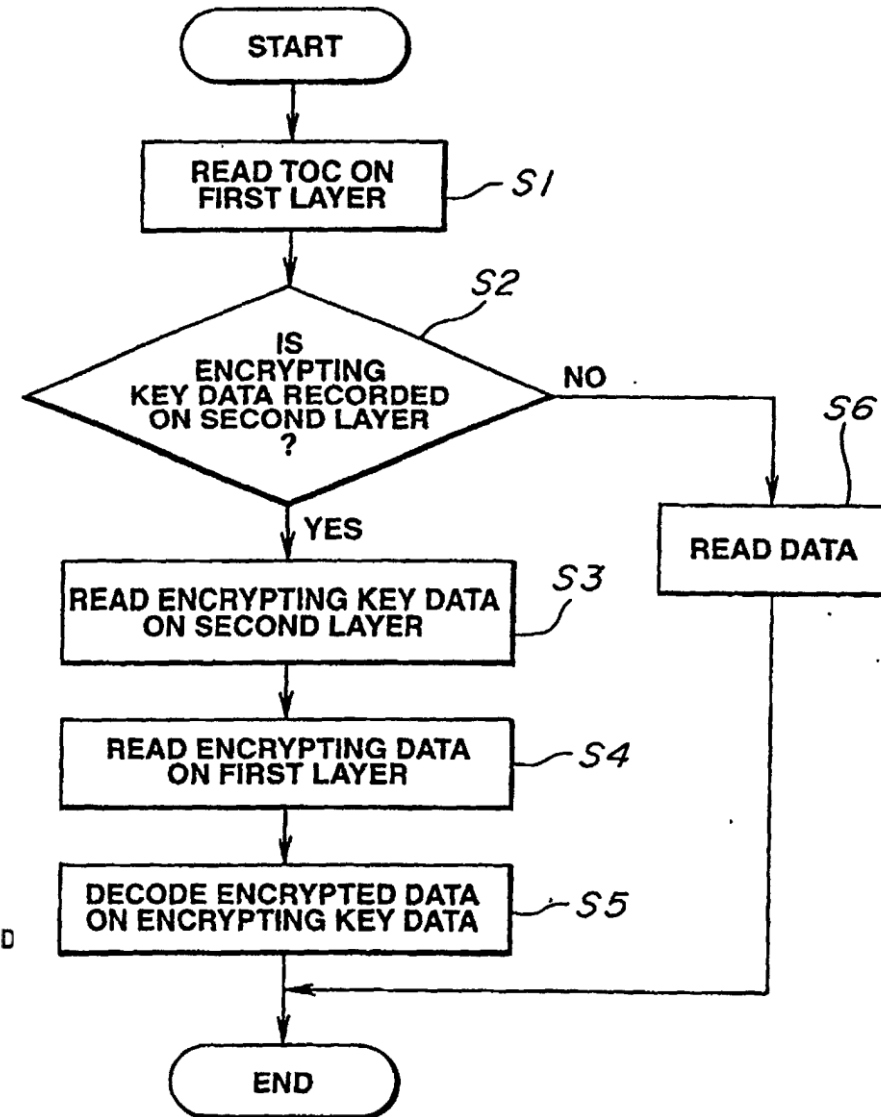 START
READ TOC ON
FIRST LAYER
S1
S2
IS
ENCRYPTING
KEY DATA RECORDED
ON SECOND LAYER
?
NO
S6
READ DATA
YES
READ ENCRYPTING KEY DATA
ON SECOND LAYER
S3
READ ENCRYPTING DATA
ON FIRST LAYER
S4
DECODE ENCRYPTED DATA
ON ENCRYPTING KEY DATA
S5
D
END